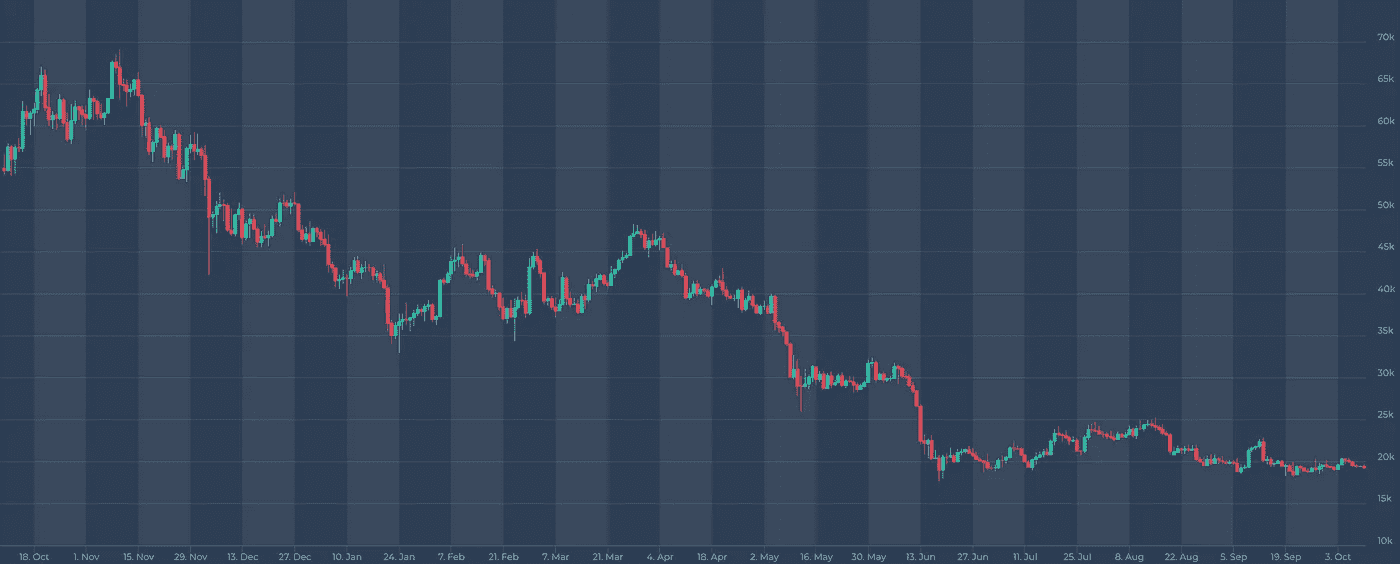 70k
65k
60k
55k
50k
45k
40k
35k
30k
25k
20k
15k
10k
18. Oct 1. Nov 15. Nov 29. Nov 13. Dec 27. Dec 10. Jan 24. Jan 7. Feb 21. Feb 7. Mar 21. Mar 4. Apr 18. Apr 2. May 16. May 30. May 13. Jun 27. Jun 11. Jul 25. Jul 8. Aug 22. Aug 5. Sep 19. Sep 3. Oct